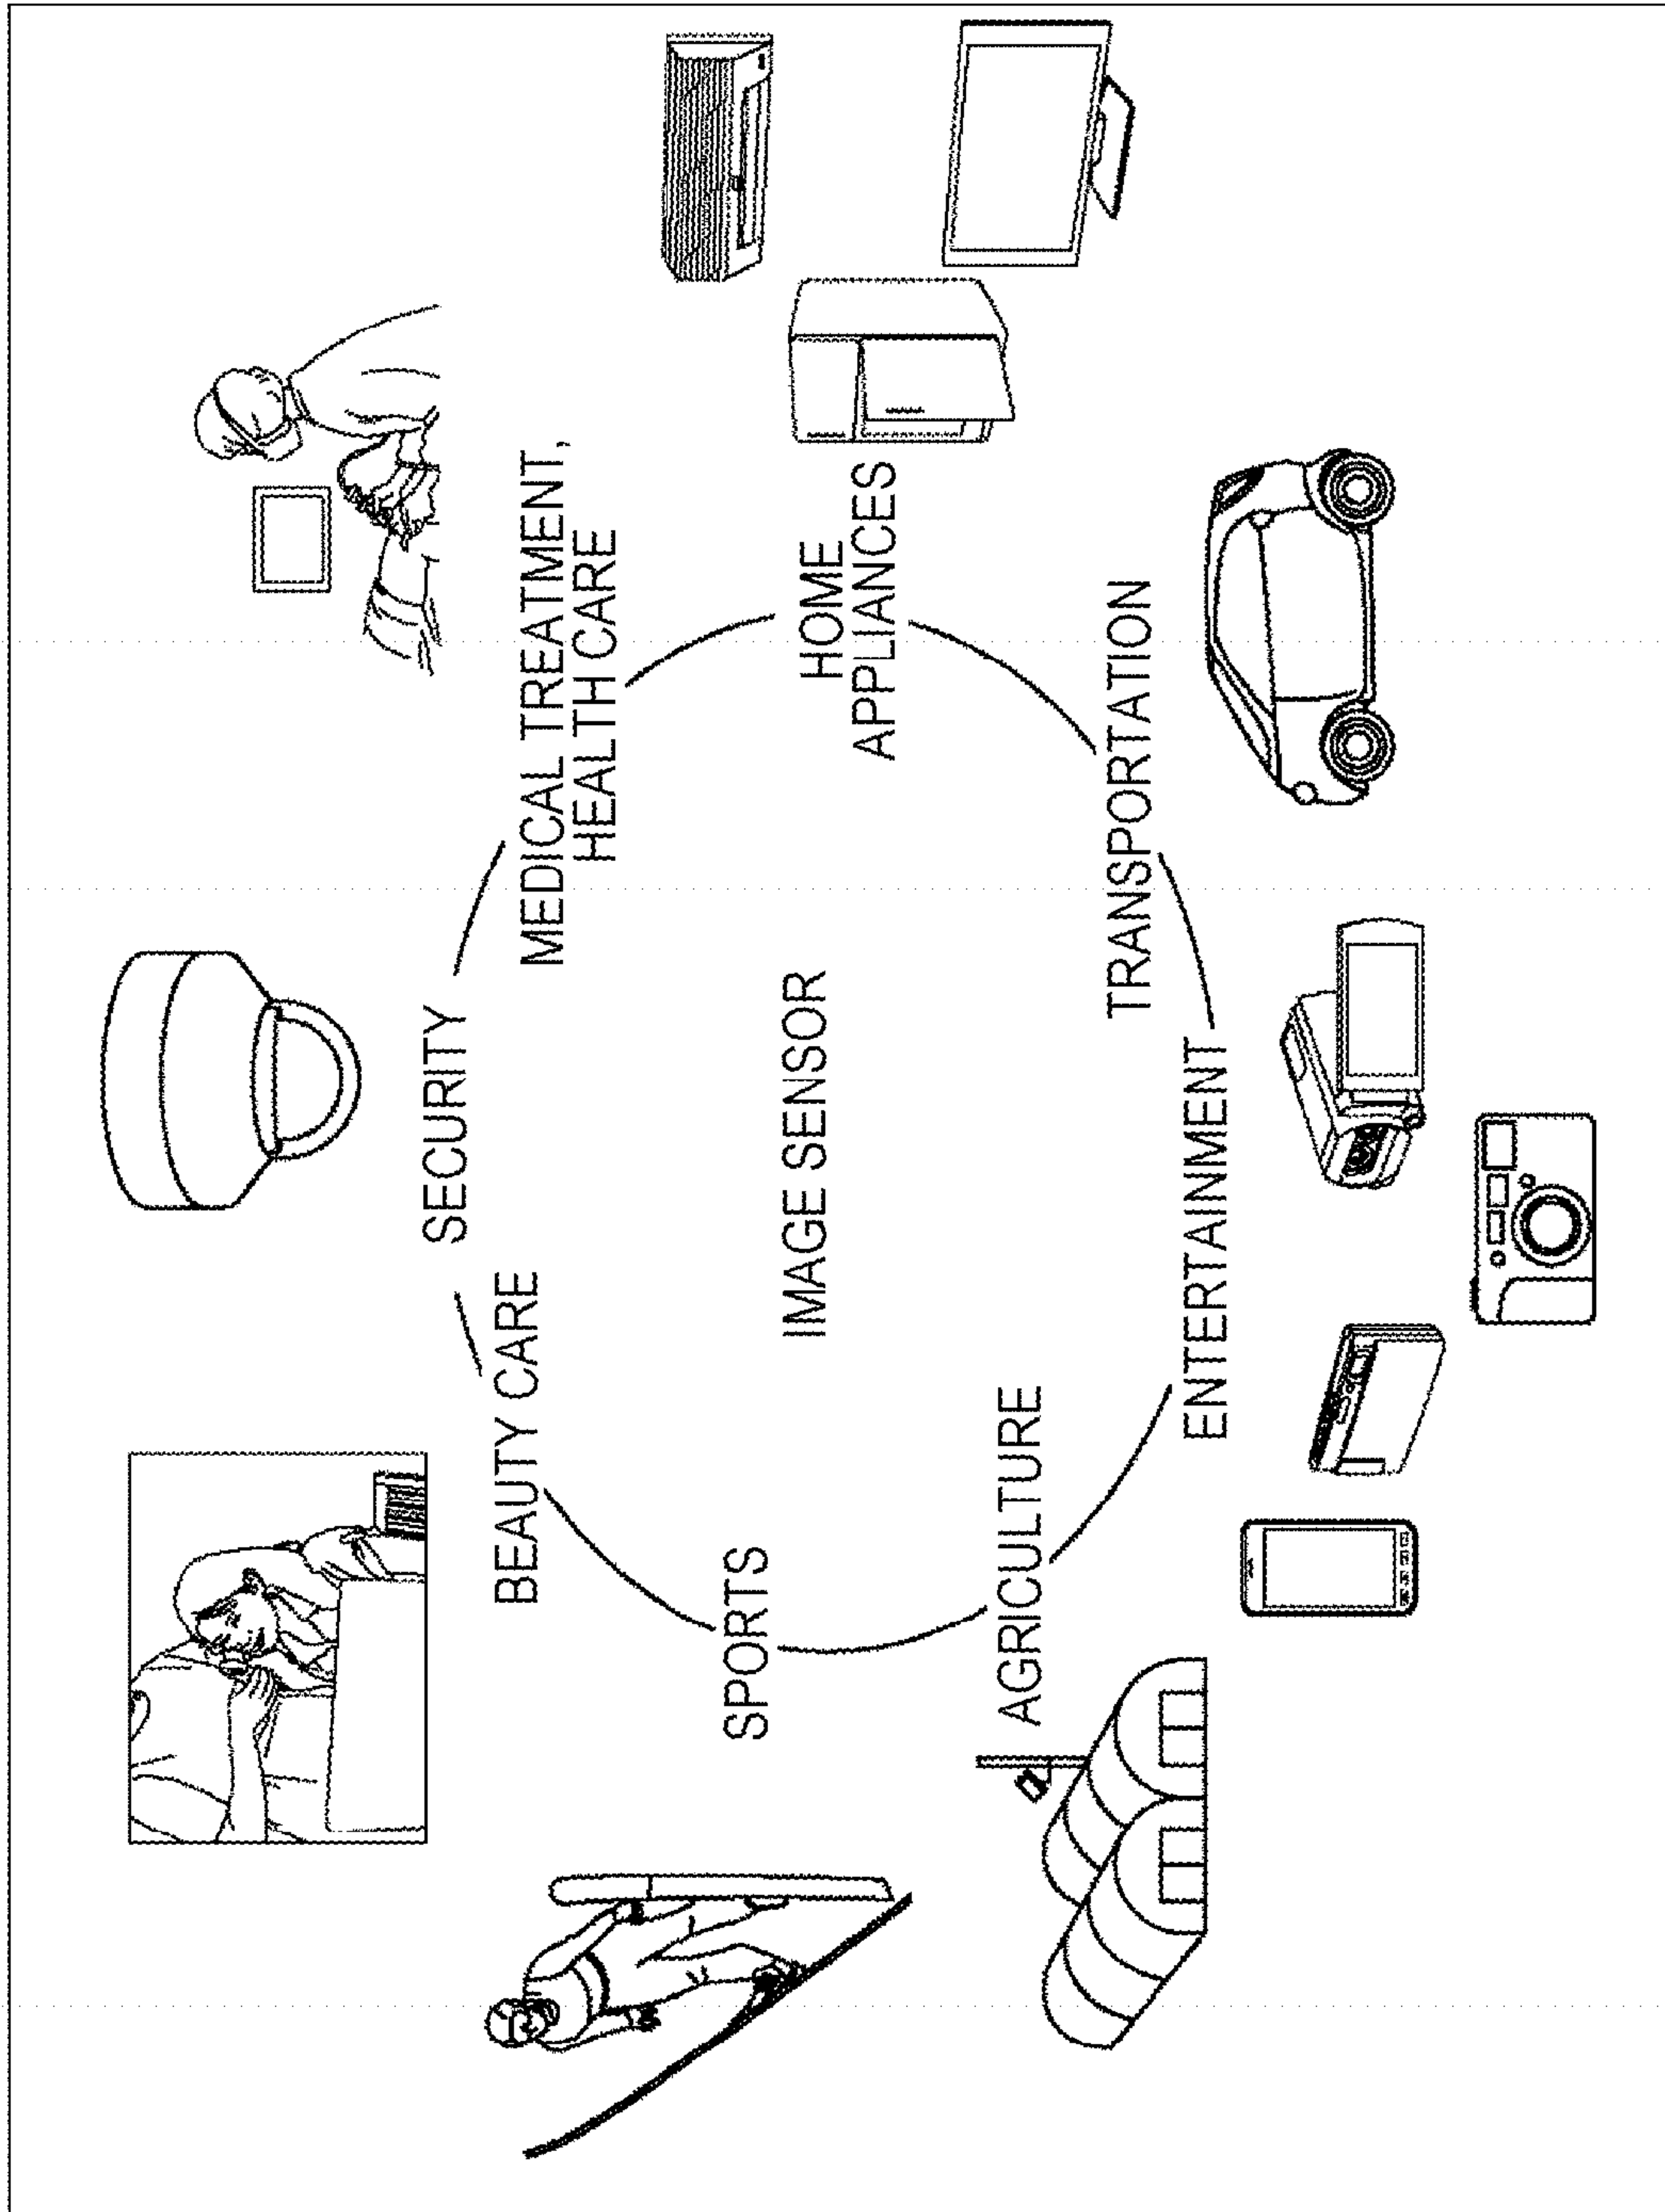 SECURITY
MEDICAL TREATMENT,
HEALTH CARE
HOME
APPLIANCES
TRANSPORTATION
ENTERTAINMENT
AGRICULTURE
SPORTS
BEAUTY CARE
IMAGE SENSOR